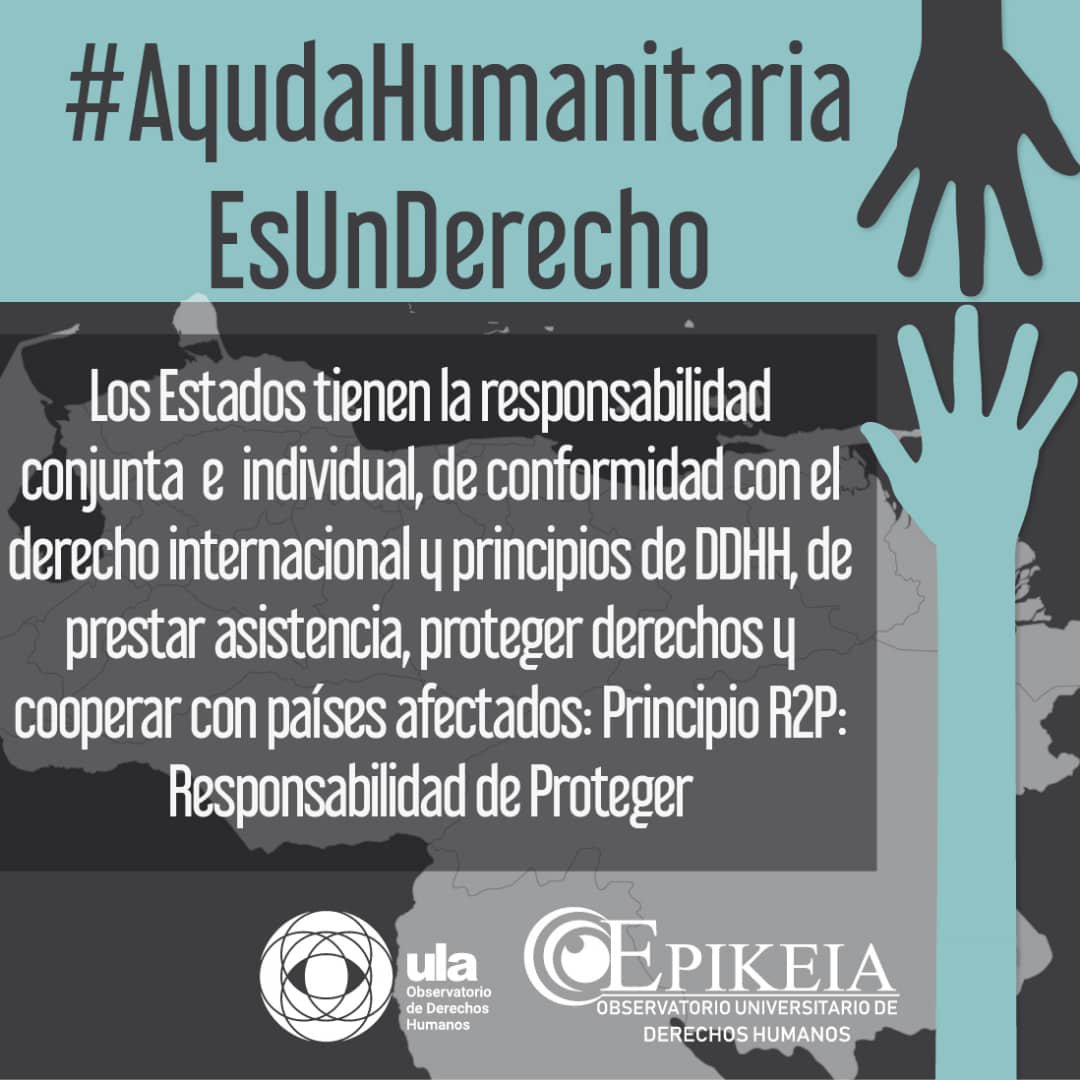 #AyudaHumanitaria
EsUnDerecho
Los Estados tienen la responsabilidad
conjunta e individual, de conformidad con el
derecho internacional y principios de DDHH, de
prestar asistencia, proteger derechos y
cooperar con países afectados: Principio R2P:
Responsabilidad de Proteger
ula
Observatorio
de Derechos
Humanos
EPIKEIA
OBSERVATORIO UNIVERSITARIO DE
DERECHOS HUMANOS